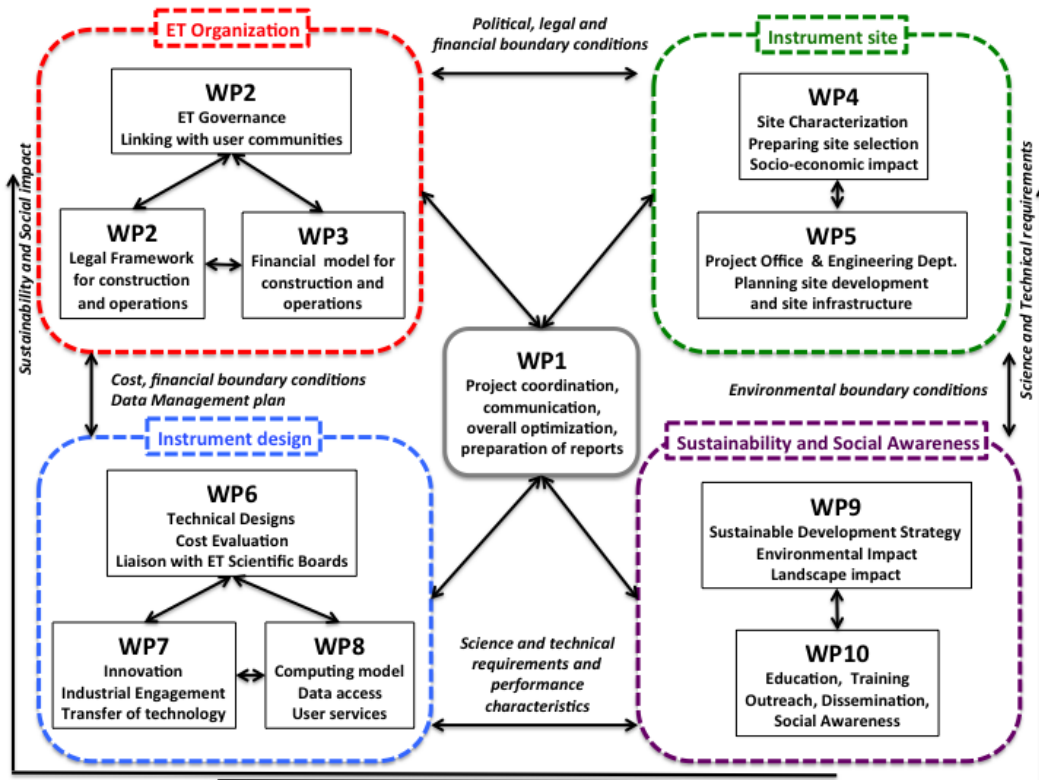 ET Organization
WP2
ET Governance
Linking with user communities
WP2
Legal Framework
for construction
and operations
WP3
Financial model for
construction and
operations
Political, legal and
financial boundary conditions
Instrument site
WP4
Site Characterization
Preparing site selection
Socio-economic impact
WP5
Project Office & Engineering Dept.
Planning site development
and site infrastructure
Sustainability and Social impact
Science and Technical requirements
WP1
Project coordination,
communication,
overall optimization,
preparation of reports
Cost, financial boundary conditions
Data Management plan
Environmental boundary conditions
Instrument design
WP6
Technical Designs
Cost Evaluation
Liaison with ET Scientific Boards
WP7
Innovation
Industrial Engagement
Transfer of technology
WP8
Computing model
Data access
User services
Science and technical
requirements and
performance
characteristics
Sustainability and Social Awareness
WP9
Sustainable Development Strategy
Environmental Impact
Landscape impact
WP10
Education, Training
Outreach, Dissemination,
Social Awareness